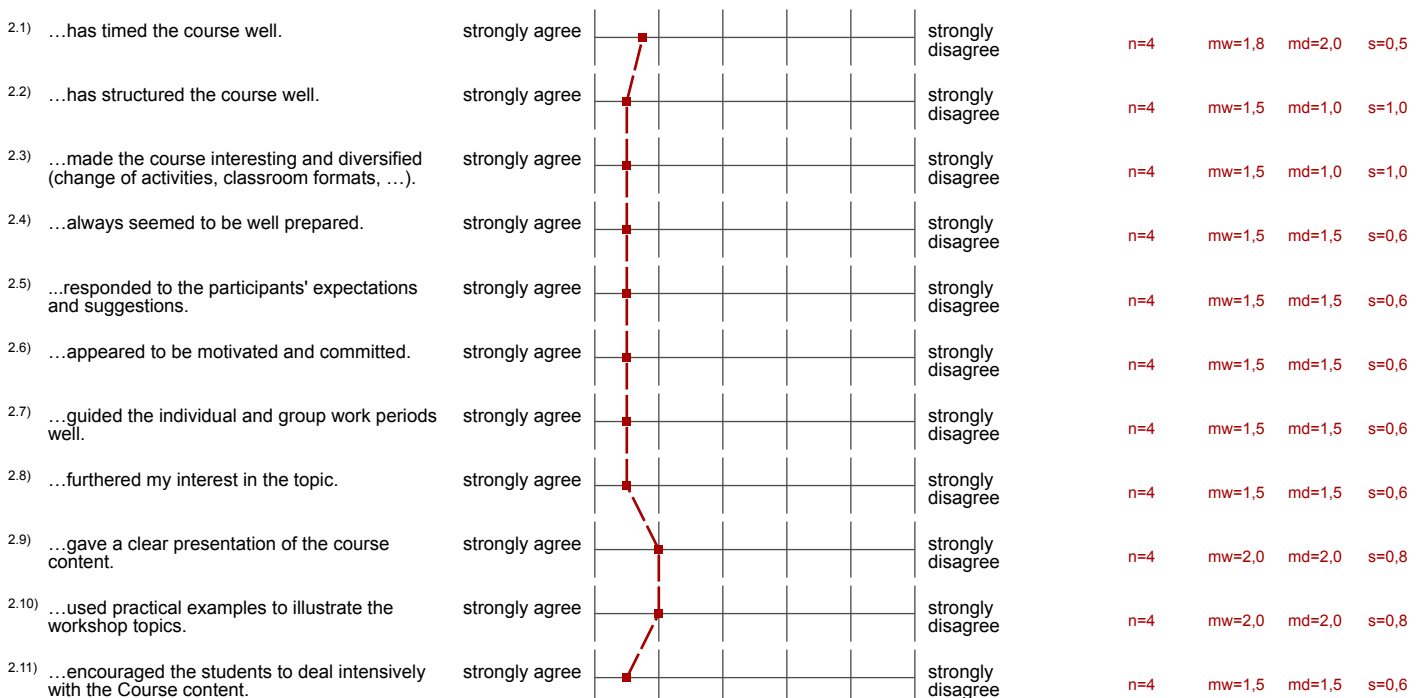 2.1) …has timed the course well. strongly agree strongly disagree n=4 mw=1,8 md=2,0 s=0,5
2.2) …has structured the course well. strongly agree strongly disagree n=4 mw=1,5 md=1,0 s=1,0
2.3) …made the course interesting and diversified
(change of activities, classroom formats, …). strongly agree strongly disagree n=4 mw=1,5 md=1,0 s=1,0
2.4) …always seemed to be well prepared. strongly agree strongly disagree n=4 mw=1,5 md=1,5 s=0,6
2.5) ...responded to the participants' expectations
and suggestions. strongly agree strongly disagree n=4 mw=1,5 md=1,5 s=0,6
2.6) …appeared to be motivated and committed. strongly agree strongly disagree n=4 mw=1,5 md=1,5 s=0,6
2.7) …guided the individual and group work periods
well. strongly agree strongly disagree n=4 mw=1,5 md=1,5 s=0,6
2.8) …furthered my interest in the topic. strongly agree strongly disagree n=4 mw=1,5 md=1,5 s=0,6
2.9) …gave a clear presentation of the course
content. strongly agree strongly disagree n=4 mw=2,0 md=2,0 s=0,8
2.10) …used practical examples to illustrate the
workshop topics. strongly agree strongly disagree n=4 mw=2,0 md=2,0 s=0,8
2.11) …encouraged the students to deal intensively
with the Course content. strongly agree strongly disagree n=4 mw=1,5 md=1,5 s=0,6